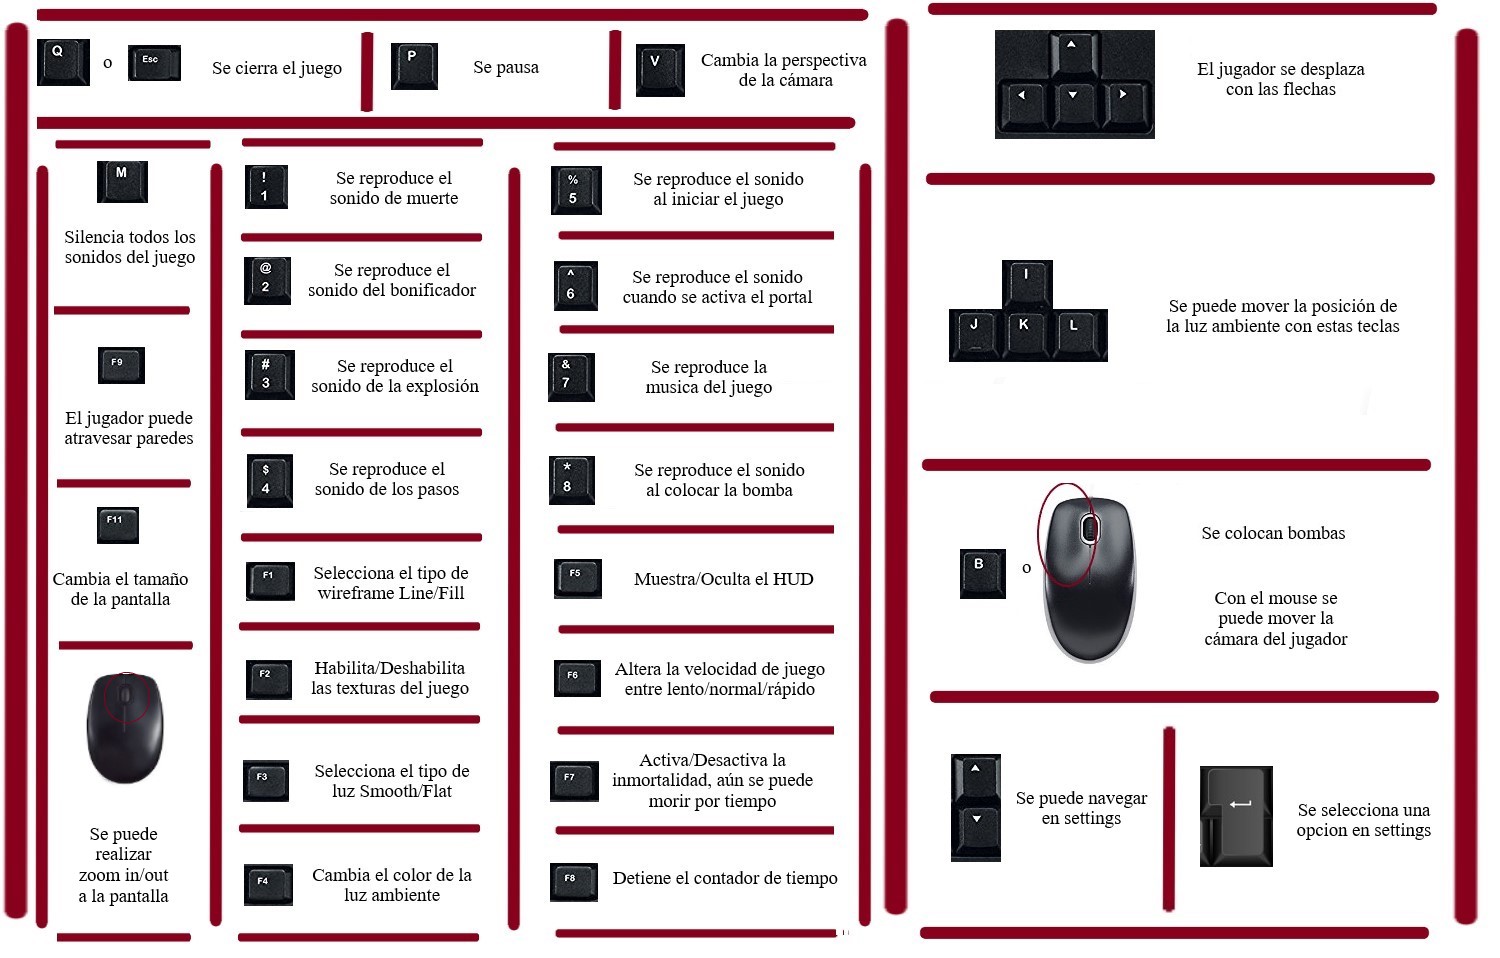 Q
o
Esc
Se cierra el juego
P
Se pausa
V
Cambia la perspectiva
de la cámara
M
Silencia todos los
sonidos del juego
F9
El jugador puede
atravesar paredes
F11
Cambia el tamaño
de la pantalla
Se puede
realizar
zoom in/out
a la pantalla
!
1
Se reproduce el
sonido de muerte
@
2
Se reproduce el
sonido del bonificador
#
3
Se reproduce el
sonido de la explosión
$
4
Se reproduce el
sonido de los pasos
F1
Selecciona el tipo de
wireframe Line/Fill
F2
Habilita/Deshabilita
las texturas del juego
F3
Selecciona el tipo de
luz Smooth/Flat
F4
Cambia el color de la
luz ambiente
%
5
Se reproduce el sonido
al iniciar el juego
^
6
Se reproduce el sonido
cuando se activa el portal
&
7
Se reproduce la
musica del juego
*
8
Se reproduce el sonido
al colocar la bomba
F5
Muestra/Oculta el HUD
F6
Altera la velocidad de juego
entre lento/normal/rápido
F7
Activa/Desactiva la
inmortalidad, aún se puede
morir por tiempo
F8
Detiene el contador de tiempo
El jugador se desplaza
con las flechas
I
J K L
Se puede mover la posición de
la luz ambiente con estas teclas
B
o
Se colocan bombas
Con el mouse se
puede mover la
cámara del jugador
Se puede navegar
en settings
Se selecciona una
opcion en settings